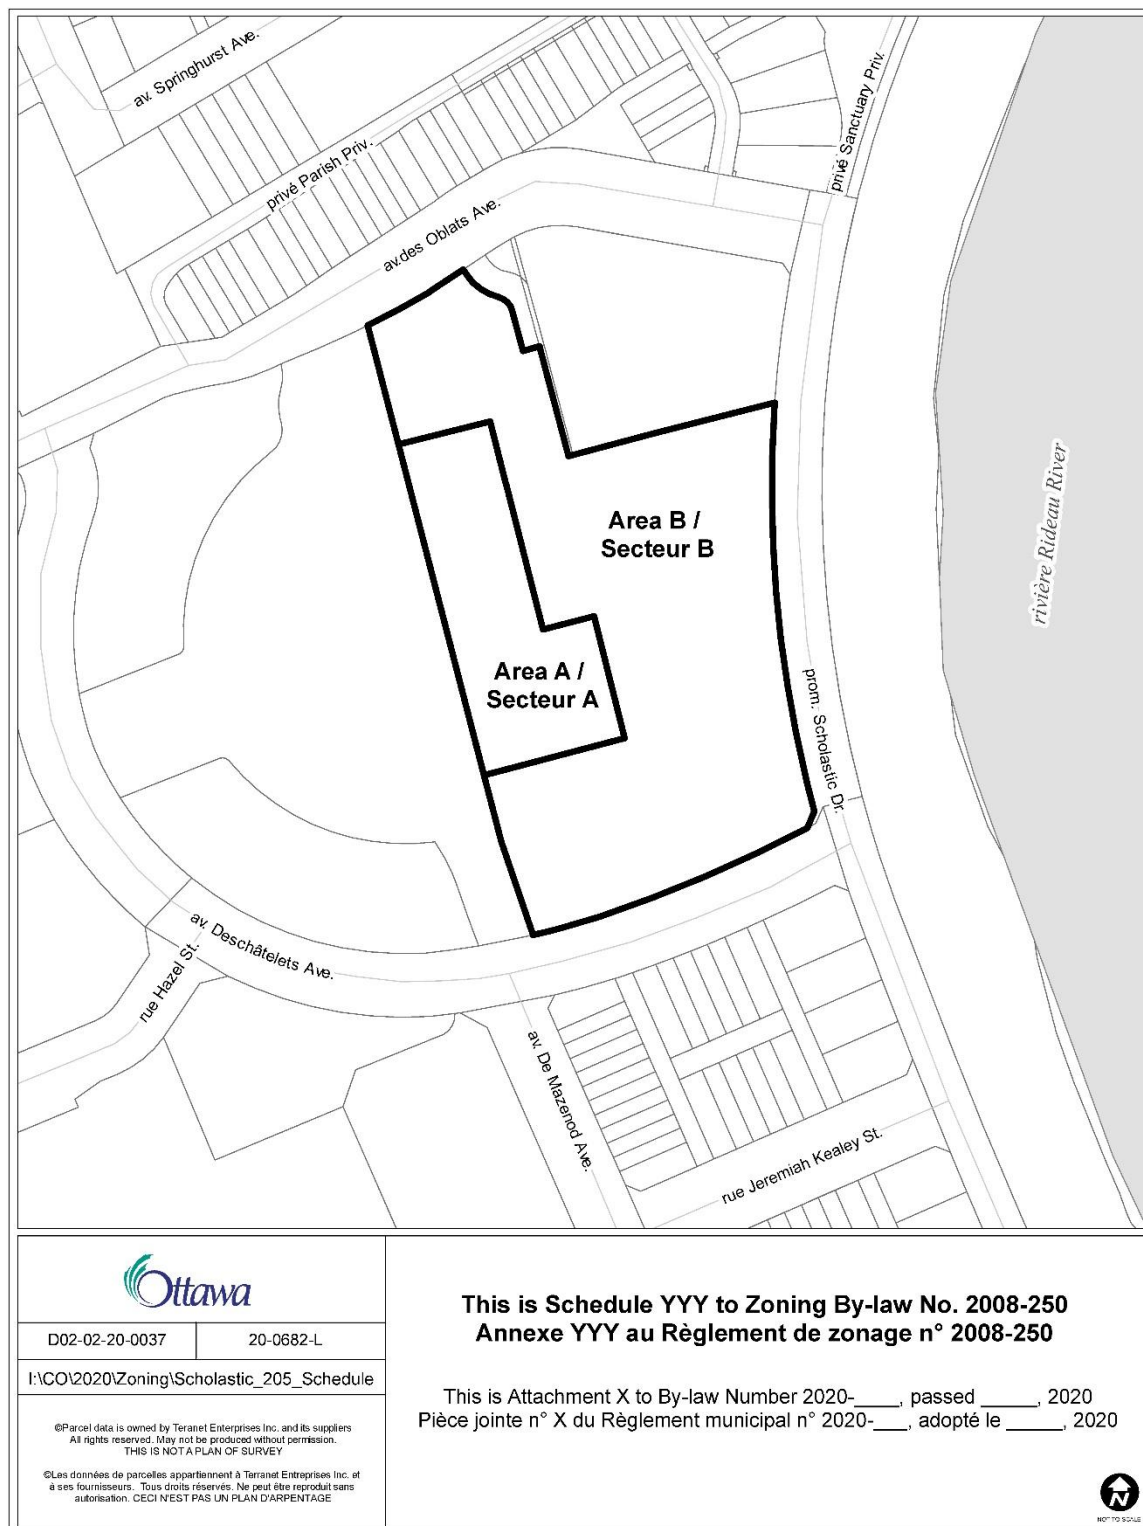 av. Springhurst Ave.
privé Parish Priv.
privé Sanctuary Priv.
av.des Oblats Ave.
rivière Rideau River
Area B /
Secteur B
Area A /
Secteur A
prom. Scholastic Dr.
av. Deschâtelets Ave.
rue Hazel St.
av. De Mazenod Ave.
rue Jeremiah Kealey St.
Ottawa
D02-02-20-0037
20-0682-L
I:\CO\2020\Zoning\Scholastic_205_Schedule
©Parcel data is owned by Teranet Enterprises Inc. and its suppliers
All rights reserved. May not be produced without permission.
THIS IS NOT A PLAN OF SURVEY
©Les données de parcelles appartiennent à Terranet Entreprises Inc. et
à ses fournisseurs. Tous droits réservés. Ne peut être reproduit sans
autorisation. CECI N'EST PAS UN PLAN D'ARPENTAGE
This is Schedule YYY to Zoning By-law No. 2008-250
Annexe YYY au Règlement de zonage n° 2008-250
This is Attachment X to By-law Number 2020-____, passed _____, 2020
Pièce jointe n° X du Règlement municipal n° 2020-___, adopté le _____, 2020
N
NOT TO SCALE